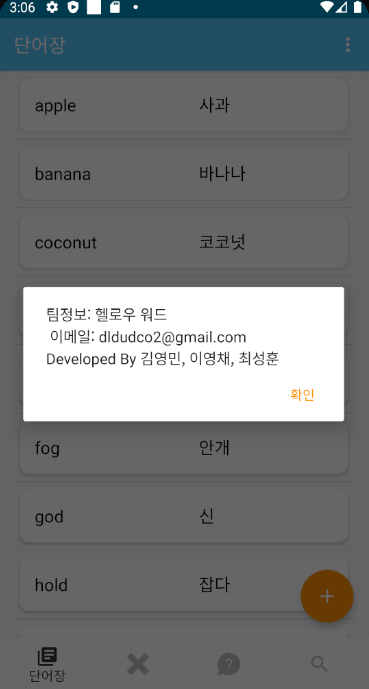 3:06
단어장
apple 사과
banana 바나나
coconut 코코넛
팀정보: 헬로우 워드
이메일: dldudco2@gmail.com
Developed By 김영민, 이영채, 최성훈
확인
fog 안개
god 신
hold 잡다
단어장